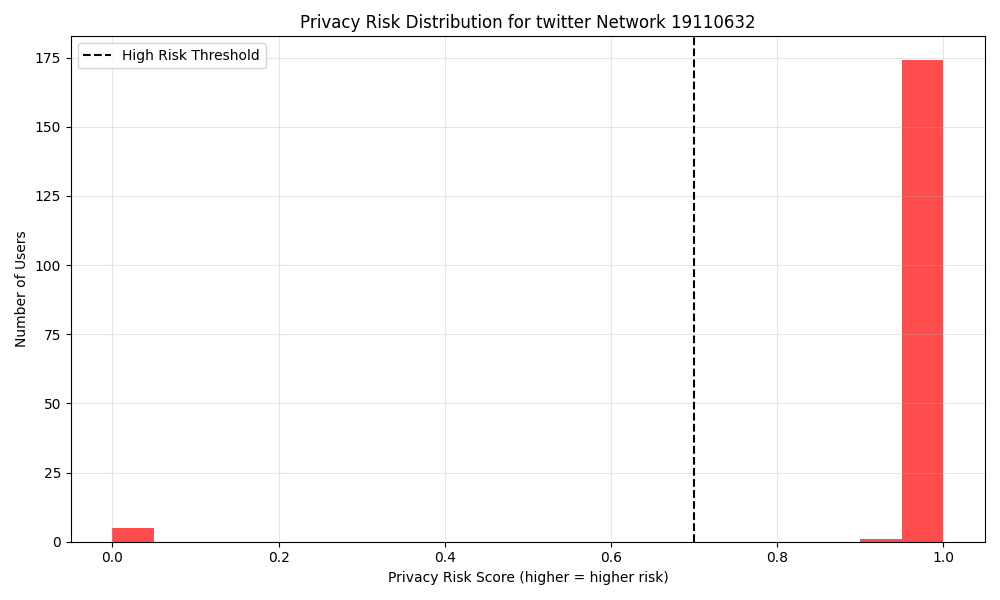 Privacy Risk Distribution for twitter Network 19110632
High Risk Threshold
175
150
125
100
75
50
25
0
Number of Users
0.0 0.2 0.4 0.6 0.8 1.0
Privacy Risk Score (higher = higher risk)